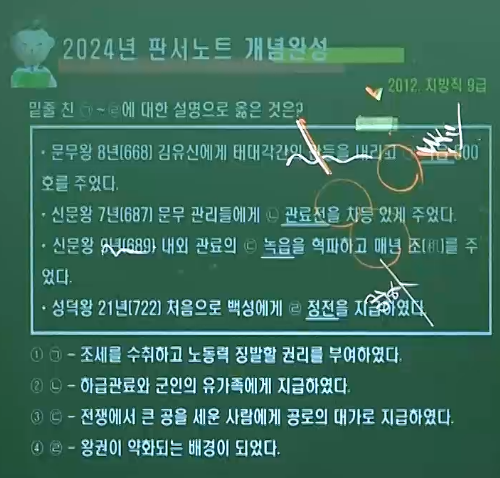 2024년 판서노트 개념완성
2012. 지방직 9급
밑줄 친 ㉠~㉣에 대한 설명으로 옳은 것은?
· 문무왕 8년(668) 김유신에게 태대각간의 내리고
호를 주었다.
· 신문왕 7년(687) 문무 관리들에게 ㉡ 관료전을 차등 있게 주었다.
· 신문왕 9년(689) 내외 관료의 ㉢ 녹읍을 혁파하고 매년 조(租)를 주
었다.
· 성덕왕 21년(722) 처음으로 백성에게 ㉣ 정전을 지급하였다.
① ㉠ - 조세를 수취하고 노동력 징발할 권리를 부여하였다.
② ㉡ - 하급관료와 군인의 유가족에게 지급하였다.
③ ㉢ - 전쟁에서 큰 공을 세운 사람에게 공로의 대가로 지급하였다.
④ ㉣ - 왕권이 약화되는 배경이 되었다.